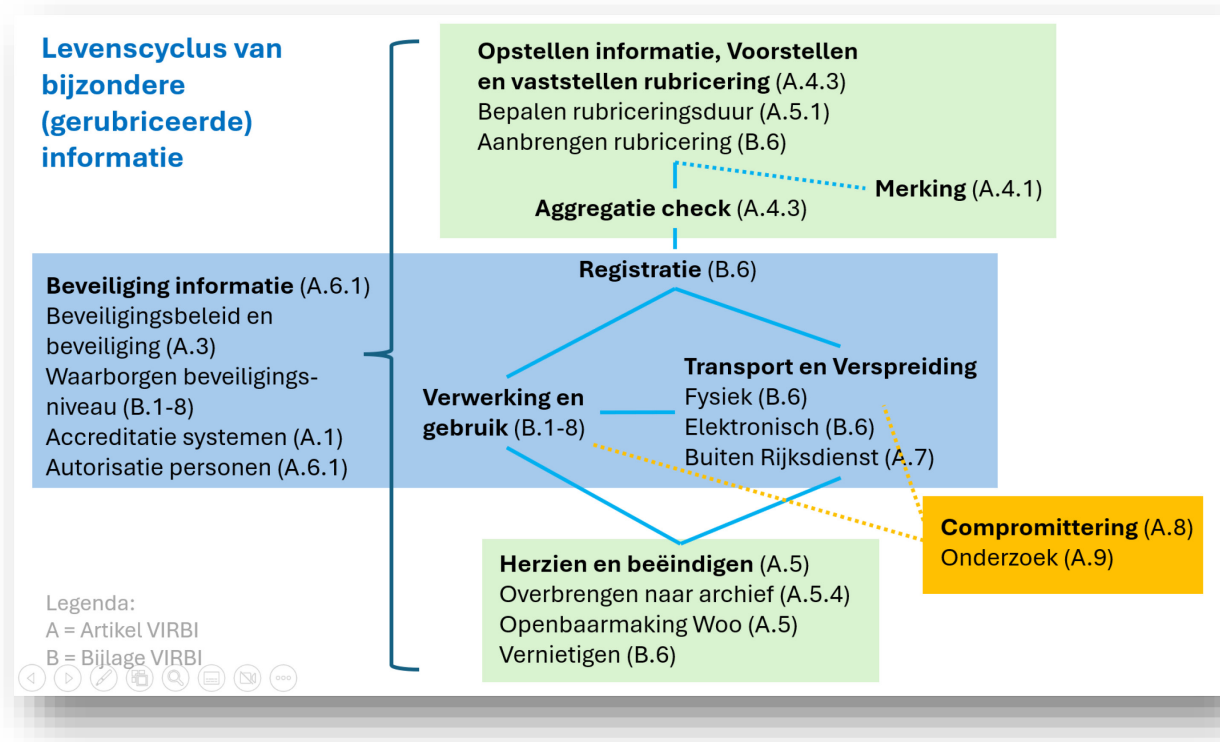 Levenscyclus van
bijzondere
(gerubriceerde)
informatie
Opstellen informatie, Voorstellen
en vaststellen rubricering (A.4.3)
Bepalen rubriceringsduur (A.5.1)
Aanbrengen rubricering (B.6)
Merking (A.4.1)
Aggregatie check (A.4.3)
Registratie (B.6)
Beveiliging informatie (A.6.1)
Beveiligingsbeleid en
beveiliging (A.3)
Waarborgen beveiligings-
niveau (B.1-8)
Accreditatie systemen (A.1)
Autorisatie personen (A.6.1)
Verwerking en
gebruik (B.1-8)
Transport en Verspreiding
Fysiek (B.6)
Elektronisch (B.6)
Buiten Rijksdienst (A.7)
Compromittering (A.8)
Onderzoek (A.9)
Herzien en beëindigen (A.5)
Overbrengen naar archief (A.5.4)
Openbaarmaking Woo (A.5)
Vernietigen (B.6)
Legenda:
A = Artikel VIRBI
B = Bijlage VIRBI